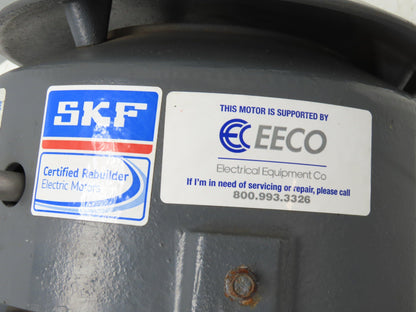 SKF
Certified Rebuilder
Electric Motors
THIS MOTOR IS SUPPORTED BY
EECO
Electrical Equipment Co
If I'm in need of servicing or repair, please call
800.993.3326